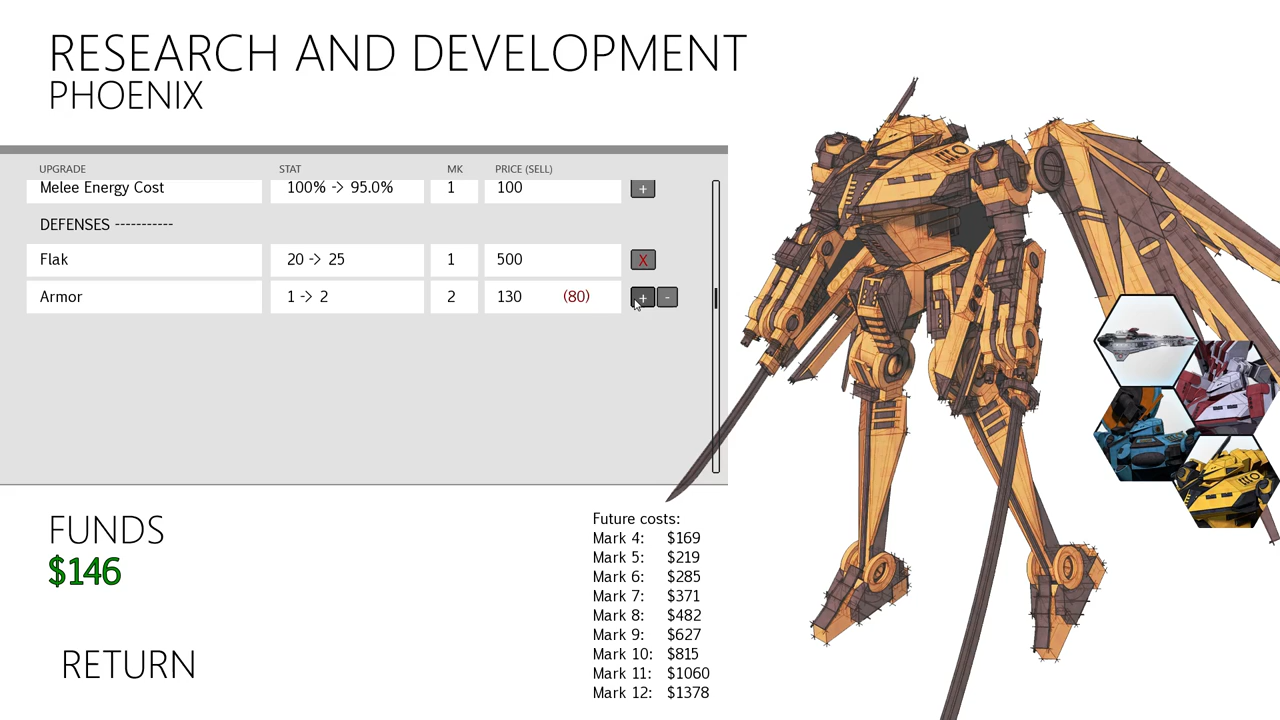 RESEARCH AND DEVELOPMENT
PHOENIX
UPGRADE STAT MK PRICE (SELL)
Melee Energy Cost 100% -> 95.0% 1 100 +
DEFENSES -----------
Flak 20 -> 25 1 500 X
Armor 1 -> 2 2 130 (80) + -
FUNDS
$146
RETURN
Future costs:
Mark 4: $169
Mark 5: $219
Mark 6: $285
Mark 7: $371
Mark 8: $482
Mark 9: $627
Mark 10: $815
Mark 11: $1060
Mark 12: $1378